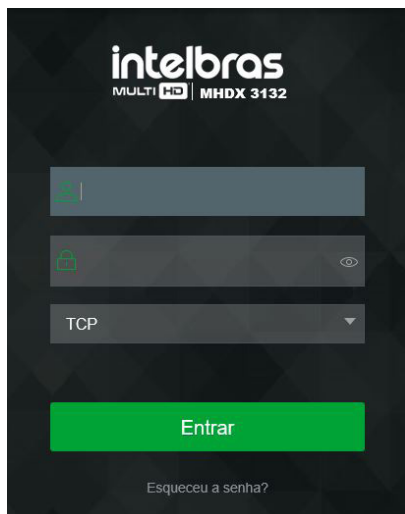 intelbras
MULTI HD MHDX 3132
TCP
Entrar
Esqueceu a senha?